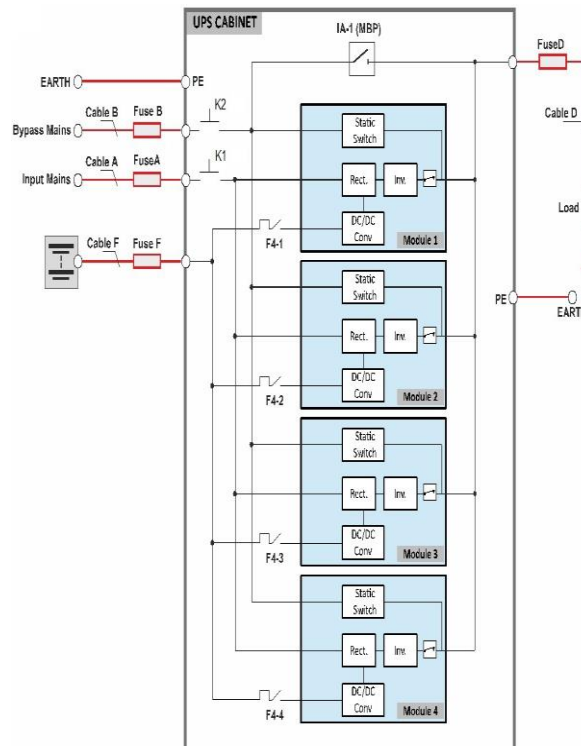 UPS CABINET
IA-1 (MBP)
FuseD
EARTH
PE
Cable B
Fuse B
K2
Cable D
Bypass Mains
Static
Switch
Cable A
FuseA
K1
Input Mains
Rect.
Inv.
Load
Cable F
Fuse F
F4-1
DC/DC
Conv
Module 1
Static
Switch
PE
EART
Rect.
Inv.
F4-2
DC/DC
Conv
Module 2
Static
Switch
Rect.
Inv.
F4-3
DC/DC
Conv
Module 3
Static
Switch
Rect.
Inv.
F4-4
DC/DC
Conv
Module 4